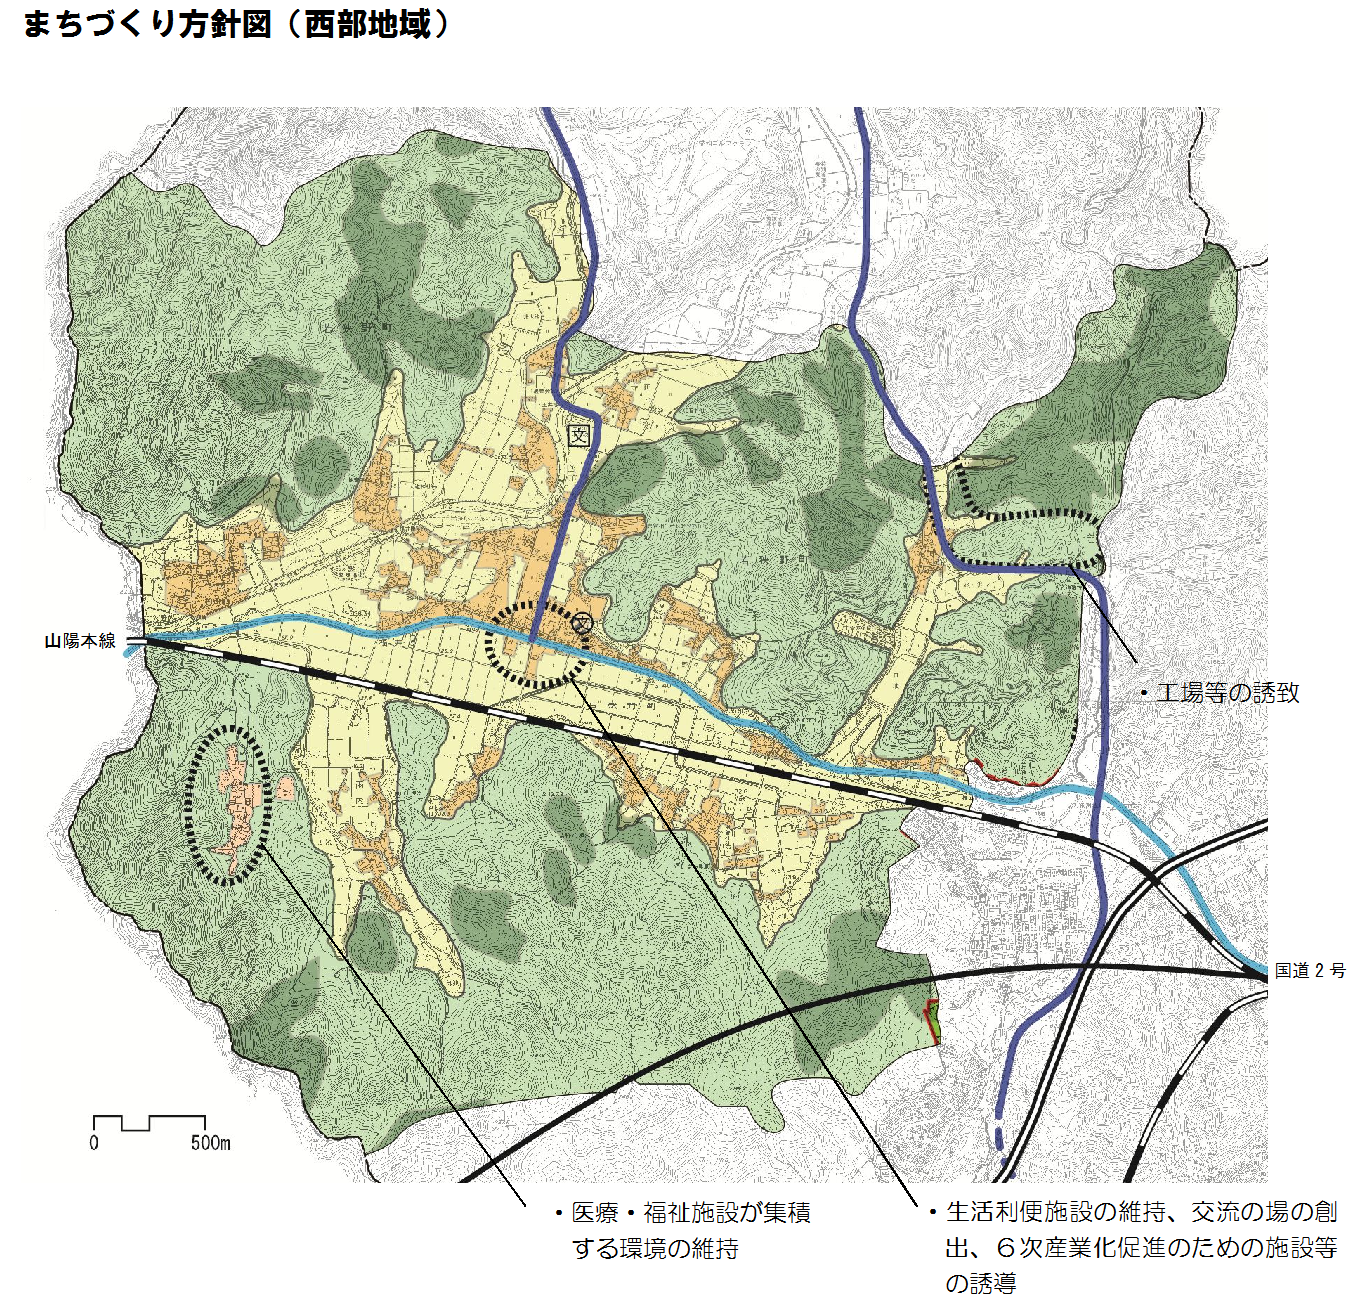 まちづくり方針図（西部地域）
文
文
山陽本線
・工場等の誘致
国道２号
0 500m
・医療・福祉施設が集積
する環境の維持
・生活利便施設の維持、交流の場の創
出、６次産業化促進のための施設等
の誘導